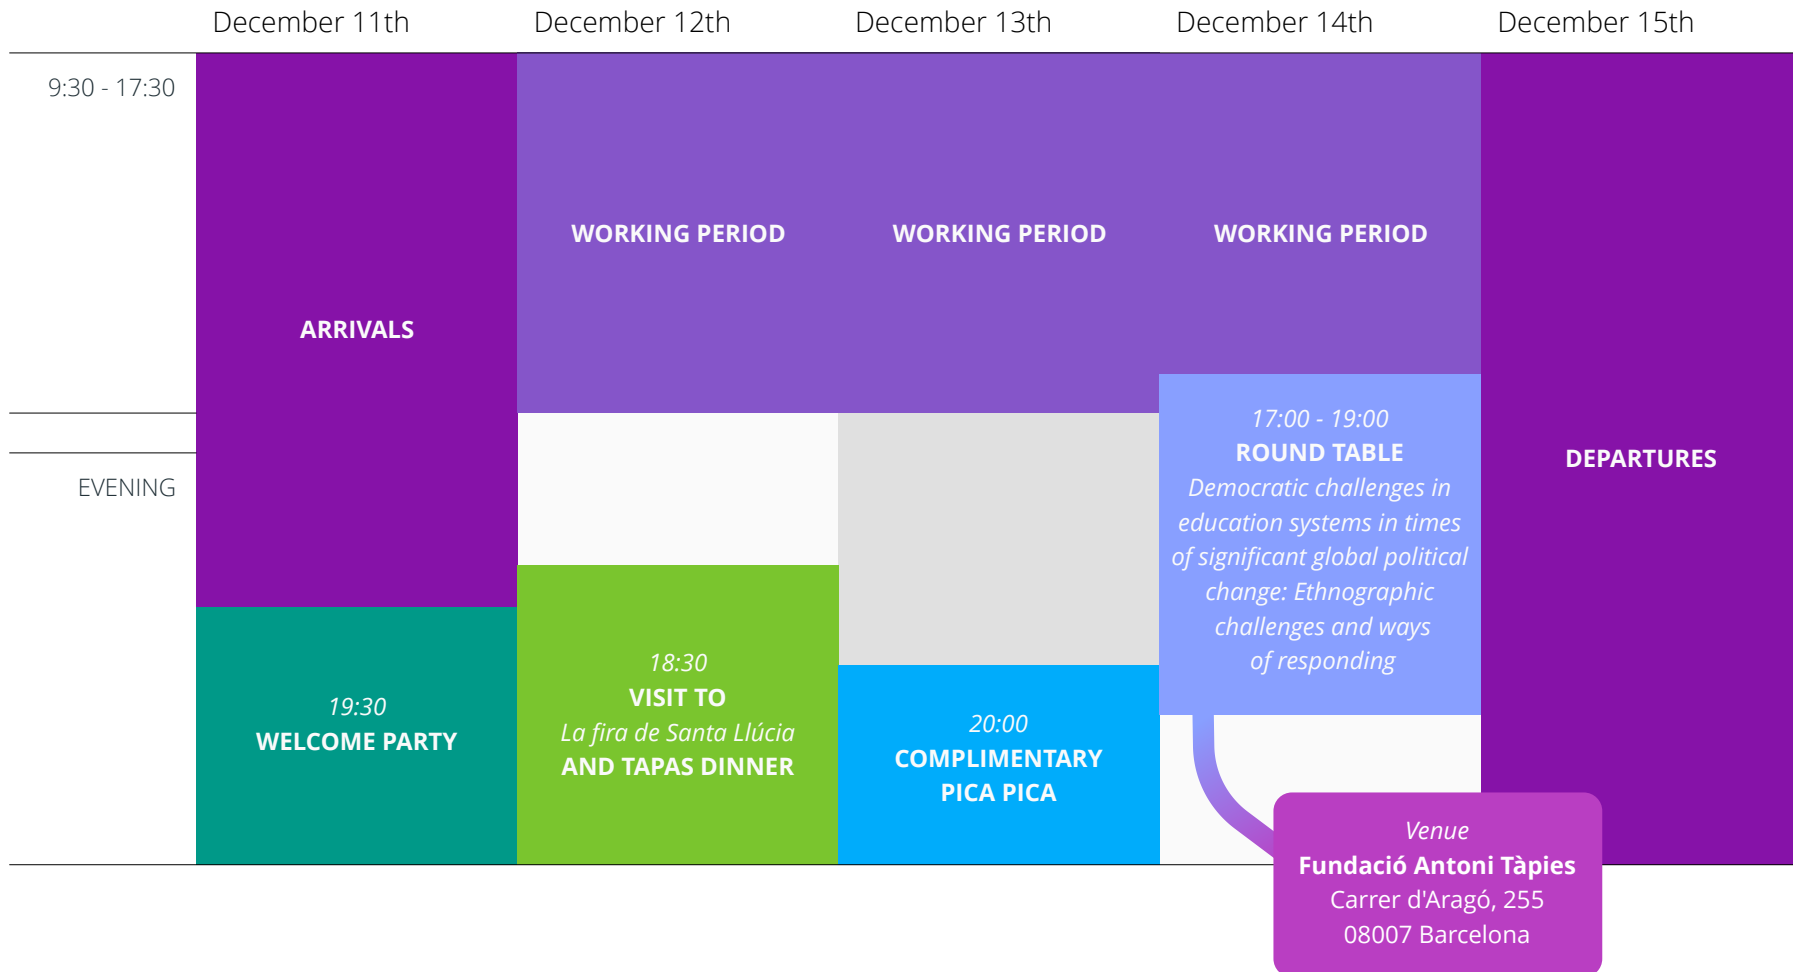 December 11th
December 12th
December 13th
December 14th
December 15th
9:30 - 17:30
EVENING
ARRIVALS
19:30
WELCOME PARTY
WORKING PERIOD
18:30
VISIT TO
La fira de Santa Llúcia
AND TAPAS DINNER
WORKING PERIOD
20:00
COMPLIMENTARY
PICA PICA
WORKING PERIOD
17:00 - 19:00
ROUND TABLE
Democratic challenges in
education systems in times
of significant global political
change: Ethnographic
challenges and ways
of responding
Venue
Fundació Antoni Tàpies
Carrer d'Aragó, 255
08007 Barcelona
DEPARTURES